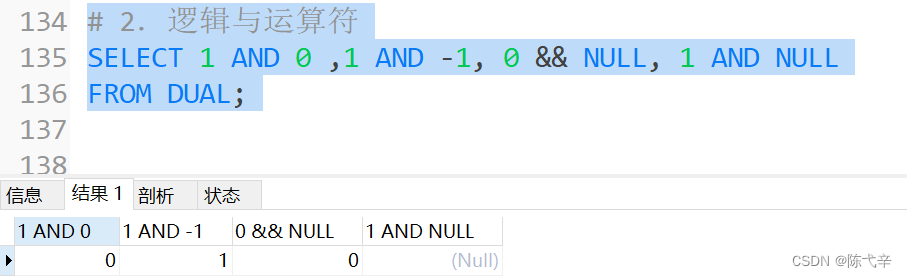 134 # 2. 逻辑与运算符
135 SELECT 1 AND 0 ,1 AND -1, 0 && NULL, 1 AND NULL
136 FROM DUAL;
137
138
信息 结果 1 剖析 状态
1 AND 0 1 AND -1 0 && NULL 1 AND NULL
0 1 0 (Null)
CSDN @陈弋辛